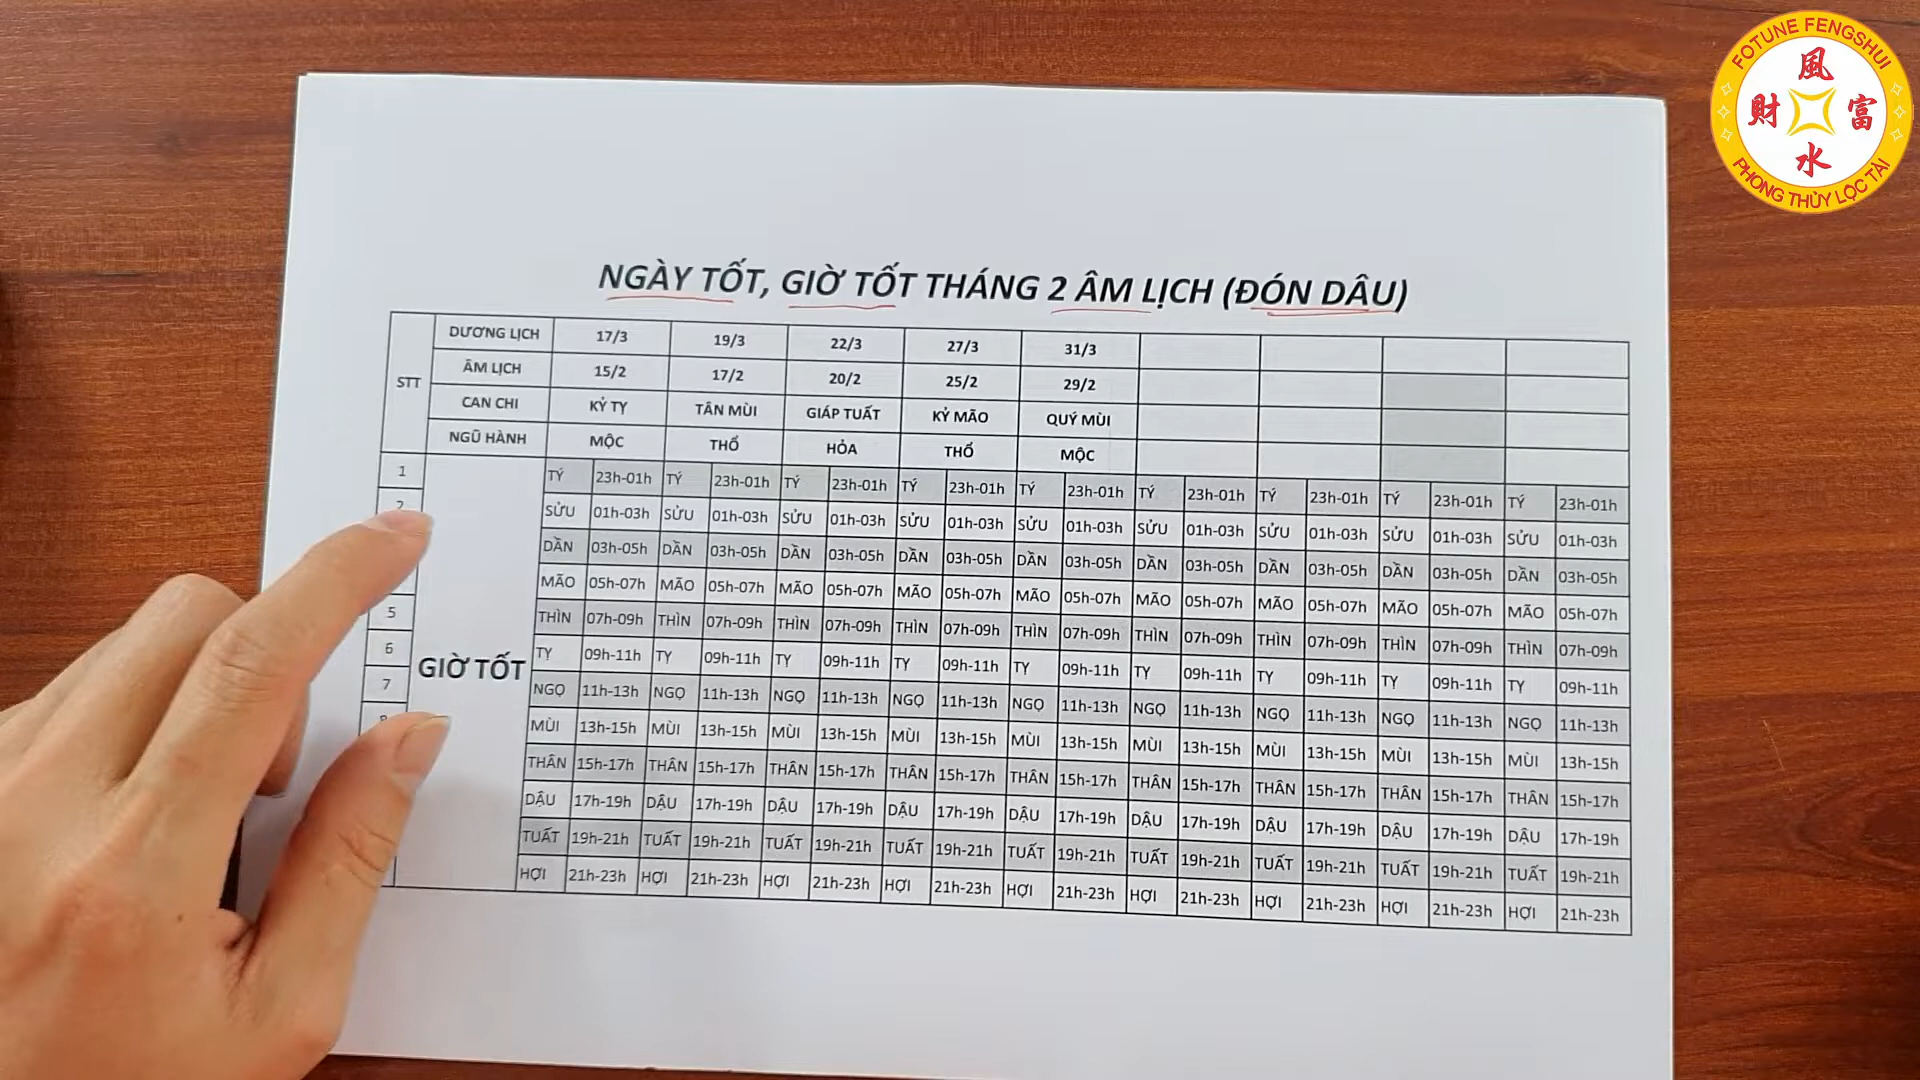 FOTUNE FENGSHUI
風
財 富
水
PHONG THỦY LỘC TÀI
NGÀY TỐT, GIỜ TỐT THÁNG 2 ÂM LỊCH (ĐÓN DÂU)
STT DƯƠNG LỊCH 17/3 19/3 22/3 27/3 31/3
ÂM LỊCH 15/2 17/2 20/2 25/2 29/2
CAN CHI KỶ TY TÂN MÙI GIÁP TUẤT KỶ MÃO QUÝ MÙI
NGŨ HÀNH MỘC THỔ HỎA THỔ MỘC
1 TÝ 23h-01h TÝ 23h-01h TÝ 23h-01h TÝ 23h-01h TÝ 23h-01h TÝ 23h-01h TÝ 23h-01h TÝ 23h-01h TÝ 23h-01h
2 SỬU 01h-03h SỬU 01h-03h SỬU 01h-03h SỬU 01h-03h SỬU 01h-03h SỬU 01h-03h SỬU 01h-03h SỬU 01h-03h SỬU 01h-03h
DẦN 03h-05h DẦN 03h-05h DẦN 03h-05h DẦN 03h-05h DẦN 03h-05h DẦN 03h-05h DẦN 03h-05h DẦN 03h-05h DẦN 03h-05h
MÃO 05h-07h MÃO 05h-07h MÃO 05h-07h MÃO 05h-07h MÃO 05h-07h MÃO 05h-07h MÃO 05h-07h MÃO 05h-07h MÃO 05h-07h
5 THÌN 07h-09h THÌN 07h-09h THÌN 07h-09h THÌN 07h-09h THÌN 07h-09h THÌN 07h-09h THÌN 07h-09h THÌN 07h-09h THÌN 07h-09h
6 GIỜ TỐT TY 09h-11h TY 09h-11h TY 09h-11h TY 09h-11h TY 09h-11h TY 09h-11h TY 09h-11h TY 09h-11h TY 09h-11h
7 NGỌ 11h-13h NGỌ 11h-13h NGỌ 11h-13h NGỌ 11h-13h NGỌ 11h-13h NGỌ 11h-13h NGỌ 11h-13h NGỌ 11h-13h NGỌ 11h-13h
MÙI 13h-15h MÙI 13h-15h MÙI 13h-15h MÙI 13h-15h MÙI 13h-15h MÙI 13h-15h MÙI 13h-15h MÙI 13h-15h MÙI 13h-15h
THÂN 15h-17h THÂN 15h-17h THÂN 15h-17h THÂN 15h-17h THÂN 15h-17h THÂN 15h-17h THÂN 15h-17h THÂN 15h-17h THÂN 15h-17h
DẬU 17h-19h DẬU 17h-19h DẬU 17h-19h DẬU 17h-19h DẬU 17h-19h DẬU 17h-19h DẬU 17h-19h DẬU 17h-19h DẬU 17h-19h
TUẤT 19h-21h TUẤT 19h-21h TUẤT 19h-21h TUẤT 19h-21h TUẤT 19h-21h TUẤT 19h-21h TUẤT 19h-21h TUẤT 19h-21h TUẤT 19h-21h
HỢI 21h-23h HỢI 21h-23h HỢI 21h-23h HỢI 21h-23h HỢI 21h-23h HỢI 21h-23h HỢI 21h-23h HỢI 21h-23h HỢI 21h-23h